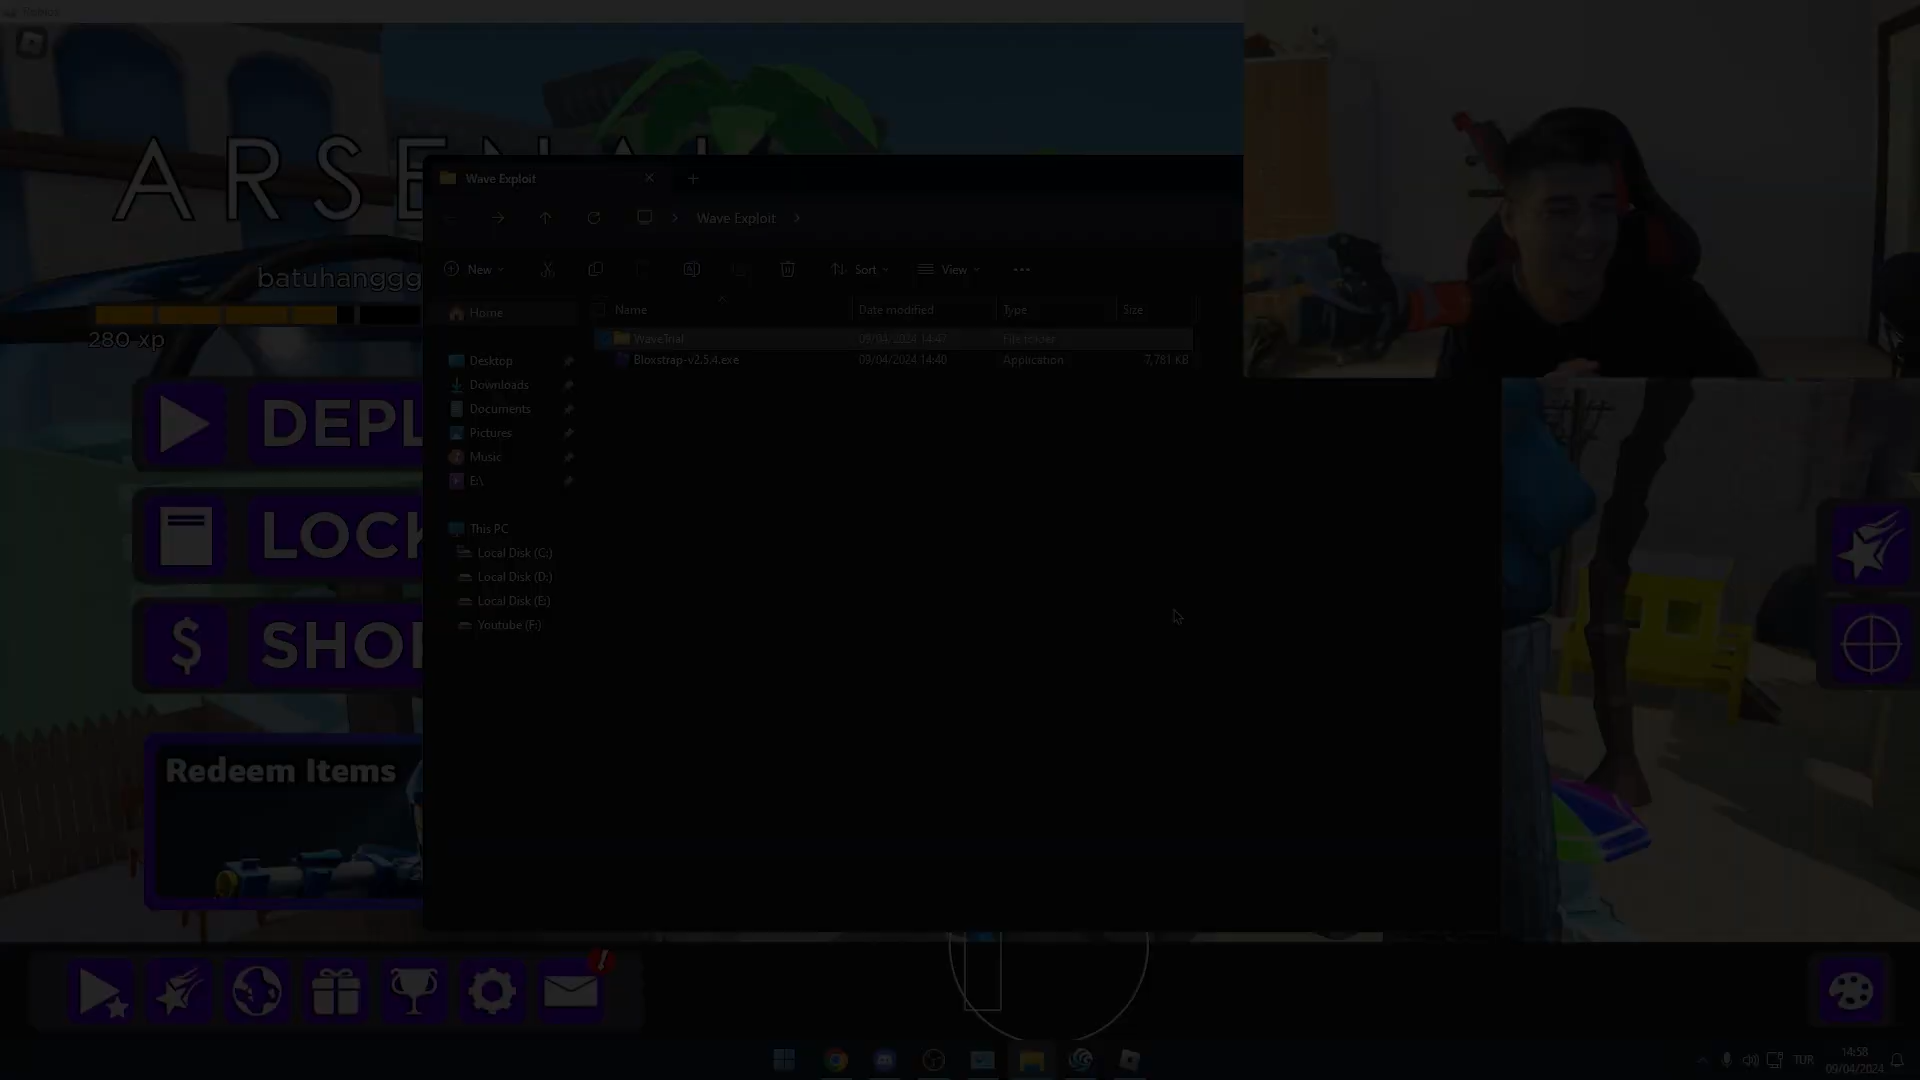 Roblox
ARSENAL
batuhanggg
280 xp
DEPL
LOCK
SHOP
Redeem Items
Wave Exploit
Wave Exploit
New
Sort
View
Name
Date modified
Type
Size
WaveTrial
09/04/2024 14:47
File folder
Bloxstrap-v2.5.4.exe
09/04/2024 14:40
Application
7,781 KB
Home
Desktop
Downloads
Documents
Pictures
Music
E:\
This PC
Local Disk (C:)
Local Disk (D:)
Local Disk (E:)
Youtube (F:)
TUR
14:58
09/04/2024